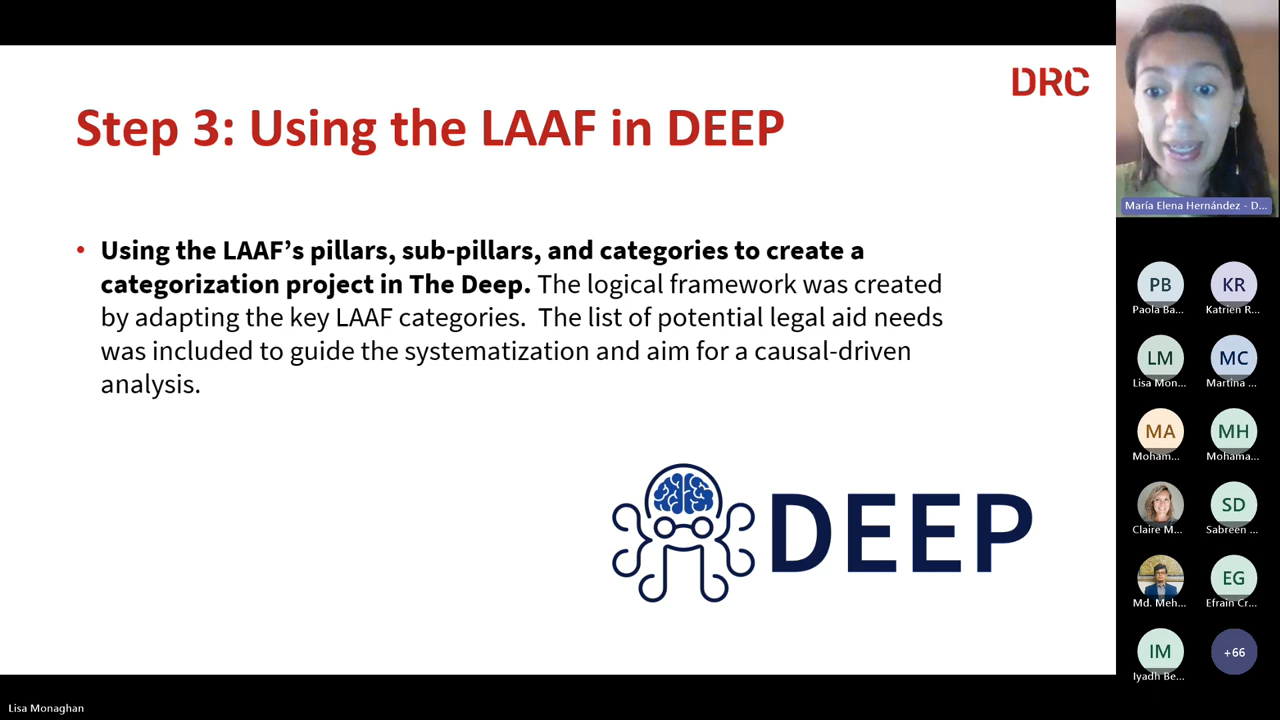 DRC
Step 3: Using the LAAF in DEEP
• Using the LAAF’s pillars, sub-pillars, and categories to create a
categorization project in The Deep. The logical framework was created
by adapting the key LAAF categories.  The list of potential legal aid needs
was included to guide the systematization and aim for a causal-driven
analysis.
DEEP
María Elena Hernández - D...
PB
KR
Paola Ba...
Katrien R...
LM
MC
Lisa Mon...
Martina ...
MA
MH
Moham...
Mohama...
SD
Claire M...
Sabreen ...
EG
Md. Meh...
Efrain Cr...
IM
+66
Iyadh Be...
Lisa Monaghan